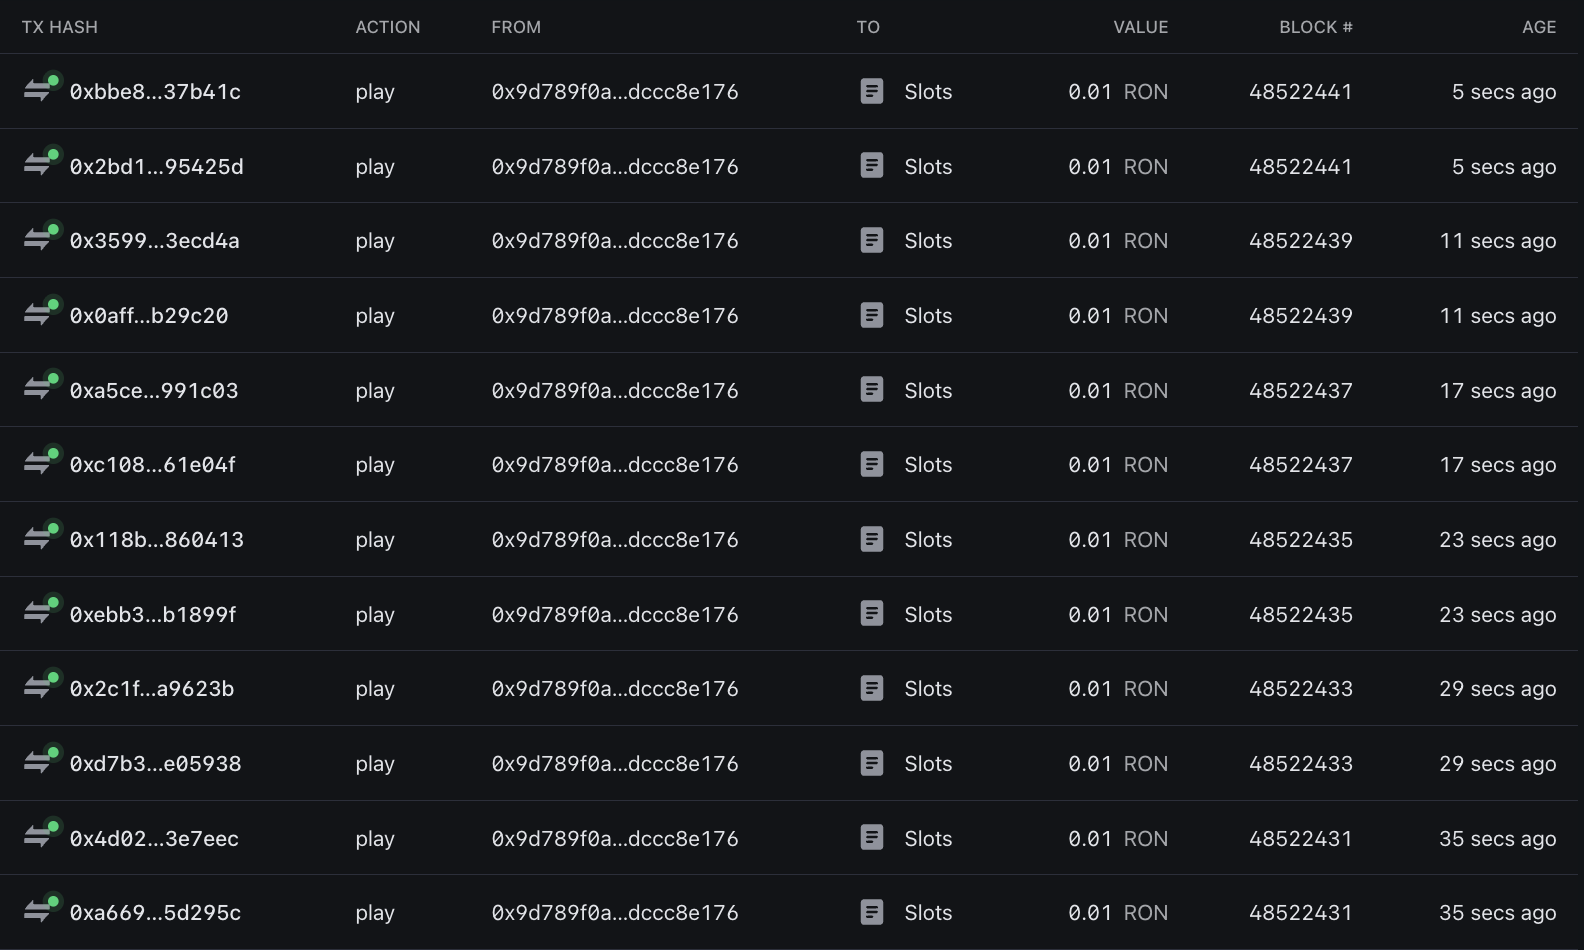 TX HASH ACTION FROM TO VALUE BLOCK # AGE
0xbbe8...37b41c play 0x9d789f0a...dccc8e176 Slots 0.01 RON 48522441 5 secs ago
0x2bd1...95425d play 0x9d789f0a...dccc8e176 Slots 0.01 RON 48522441 5 secs ago
0x3599...3ecd4a play 0x9d789f0a...dccc8e176 Slots 0.01 RON 48522439 11 secs ago
0x0aff...b29c20 play 0x9d789f0a...dccc8e176 Slots 0.01 RON 48522439 11 secs ago
0xa5ce...991c03 play 0x9d789f0a...dccc8e176 Slots 0.01 RON 48522437 17 secs ago
0xc108...61e04f play 0x9d789f0a...dccc8e176 Slots 0.01 RON 48522437 17 secs ago
0x118b...860413 play 0x9d789f0a...dccc8e176 Slots 0.01 RON 48522435 23 secs ago
0xebb3...b1899f play 0x9d789f0a...dccc8e176 Slots 0.01 RON 48522435 23 secs ago
0x2c1f...a9623b play 0x9d789f0a...dccc8e176 Slots 0.01 RON 48522433 29 secs ago
0xd7b3...e05938 play 0x9d789f0a...dccc8e176 Slots 0.01 RON 48522433 29 secs ago
0x4d02...3e7eec play 0x9d789f0a...dccc8e176 Slots 0.01 RON 48522431 35 secs ago
0xa669...5d295c play 0x9d789f0a...dccc8e176 Slots 0.01 RON 48522431 35 secs ago